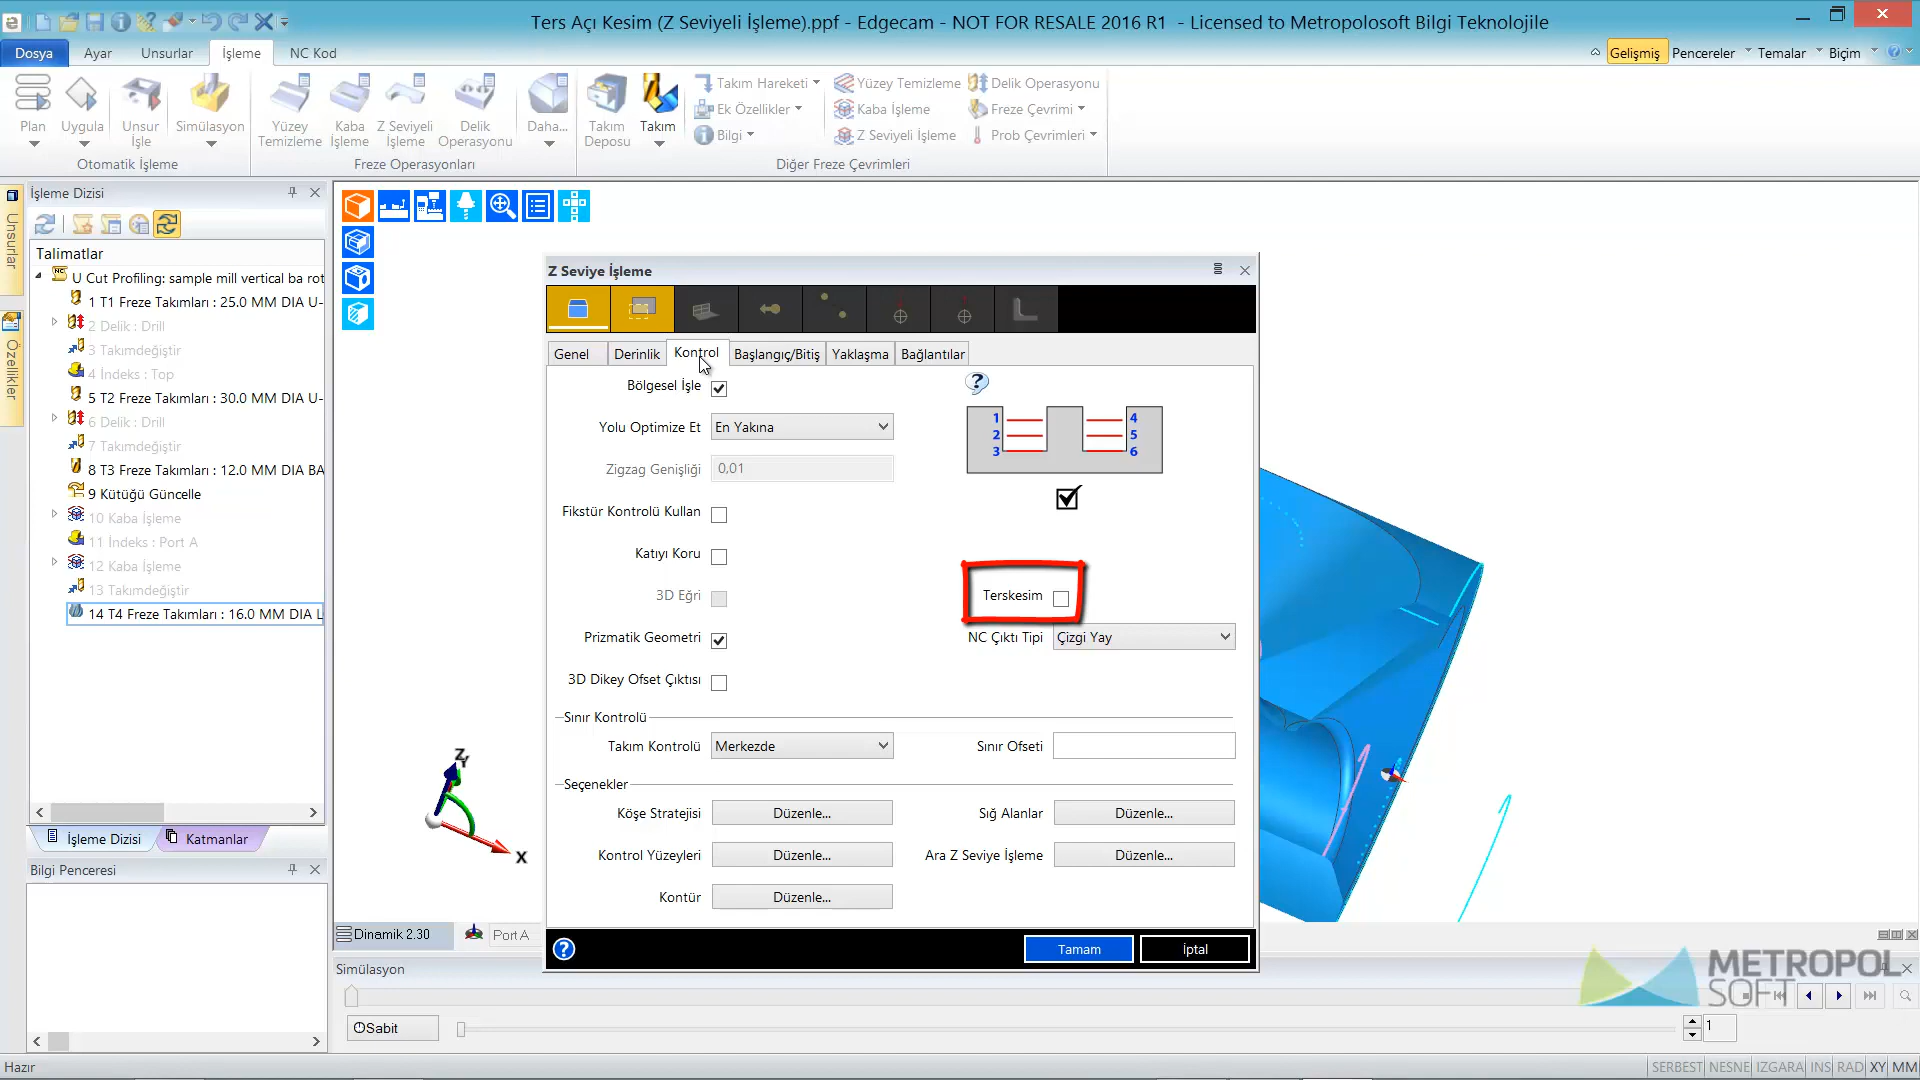 Ters Açı Kesim (Z Seviyeli İşleme).ppf - Edgecam - NOT FOR RESALE 2016 R1 - Licensed to Metropolosoft Bilgi Teknolojile
Dosya
Ayar
Unsurlar
İşleme
NC Kod
Gelişmiş
Pencereler
Temalar
Biçim
Plan
Uygula
Unsur İşle
Simülasyon
Yüzey Temizleme
Kaba İşleme
Z Seviyeli İşleme
Delik Operasyonu
Daha...
Takım Deposu
Takım
Takım Hareketi
Ek Özellikler
Bilgi
Yüzey Temizleme
Kaba İşleme
Z Seviyeli İşleme
Delik Operasyonu
Freze Çevrimi
Prob Çevrimleri
Otomatik İşleme
Freze Operasyonları
Diğer Freze Çevrimleri
Unsurlar
Özellikler
İşleme Dizisi
Talimatlar
U Cut Profiling: sample mill vertical ba rot
1 T1 Freze Takımları : 25.0 MM DIA U-
2 Delik : Drill
3 Takımdeğiştir
4 İndeks : Top
5 T2 Freze Takımları : 30.0 MM DIA U-
6 Delik : Drill
7 Takımdeğiştir
8 T3 Freze Takımları : 12.0 MM DIA BA
9 Kütüğü Güncelle
10 Kaba İşleme
11 İndeks : Port A
12 Kaba İşleme
13 Takımdeğiştir
14 T4 Freze Takımları : 16.0 MM DIA L
İşleme Dizisi
Katmanlar
Bilgi Penceresi
Z Seviye İşleme
Genel
Derinlik
Kontrol
Başlangıç/Bitiş
Yaklaşma
Bağlantılar
Bölgesel İşle
Yolu Optimize Et
En Yakına
Zigzag Genişliği
0,01
Fikstür Kontrolü Kullan
Katıyı Koru
3D Eğri
Prizmatik Geometri
3D Dikey Ofset Çıktısı
1 4
2 5
3 6
Terskesim
NC Çıktı Tipi
Çizgi Yay
Sınır Kontrolü
Takım Kontrolü
Merkezde
Sınır Ofseti
Seçenekler
Köşe Stratejisi
Düzenle...
Sığ Alanlar
Düzenle...
Kontrol Yüzeyleri
Düzenle...
Ara Z Seviye İşleme
Düzenle...
Kontür
Düzenle...
Tamam
İptal
Z
Y
X
Dinamik 2.30
Port A
Simülasyon
METROPOL
SOFT
Sabit
1
Hazır
SERBEST
NESNE
IZGARA
INS
RAD
XY
MM